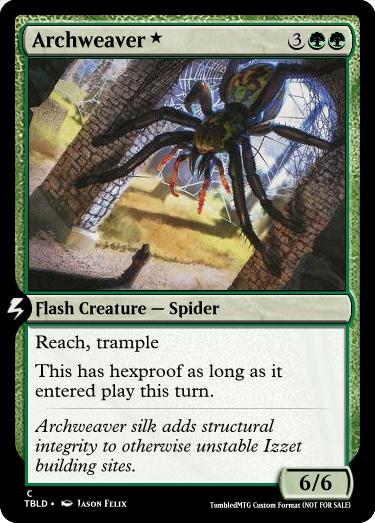 Archweaver ★ 3
Flash Creature — Spider
Reach, trample
This has hexproof as long as it
entered play this turn.
Archweaver silk adds structural
integrity to otherwise unstable Izzet
building sites.
6/6
C
TBLD • Jason Felix
TumbledMTG Custom Format (NOT FOR SALE)